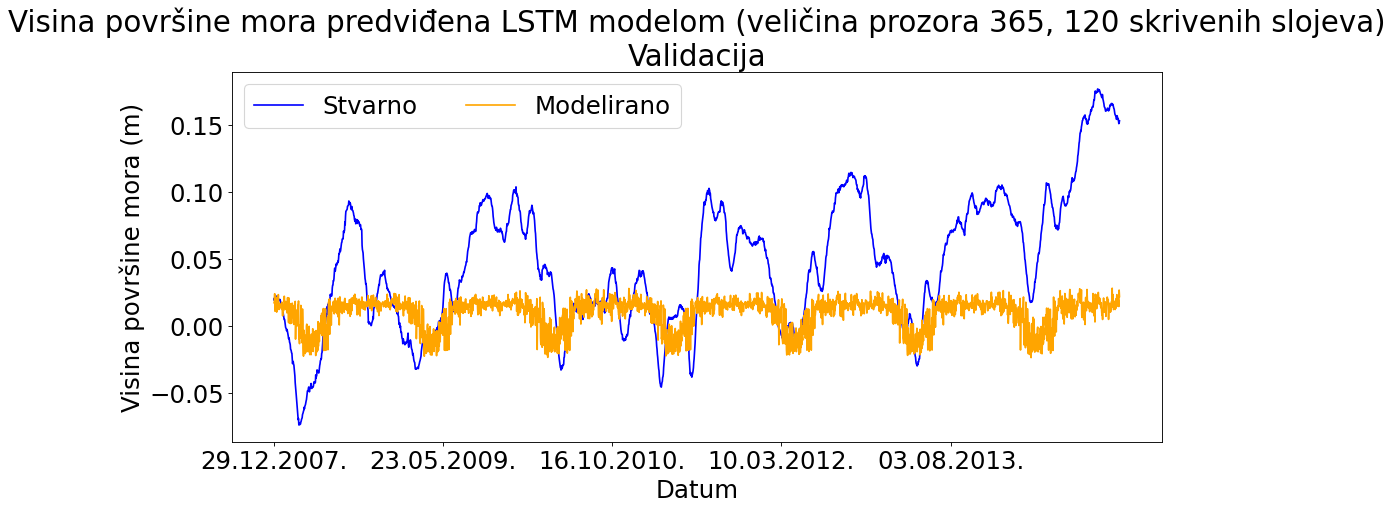 Visina površine mora predviđena LSTM modelom (veličina prozora 365, 120 skrivenih slojeva)
Validacija
Stvarno
Modelirano
Visina površine mora (m)
0.15
0.10
0.05
0.00
−0.05
29.12.2007.
23.05.2009.
16.10.2010.
10.03.2012.
03.08.2013.
Datum